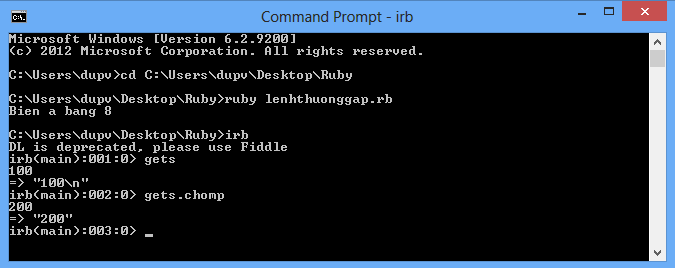 Command Prompt - irb
Microsoft Windows [Version 6.2.9200]
(c) 2012 Microsoft Corporation. All rights reserved.
C:\Users\dupv>cd C:\Users\dupv\Desktop\Ruby
C:\Users\dupv\Desktop\Ruby>ruby lenhthuonggap.rb
Bien a bang 8
C:\Users\dupv\Desktop\Ruby>irb
DL is deprecated, please use Fiddle
irb(main):001:0> gets
100
=> "100\n"
irb(main):002:0> gets.chomp
200
=> "200"
irb(main):003:0> _